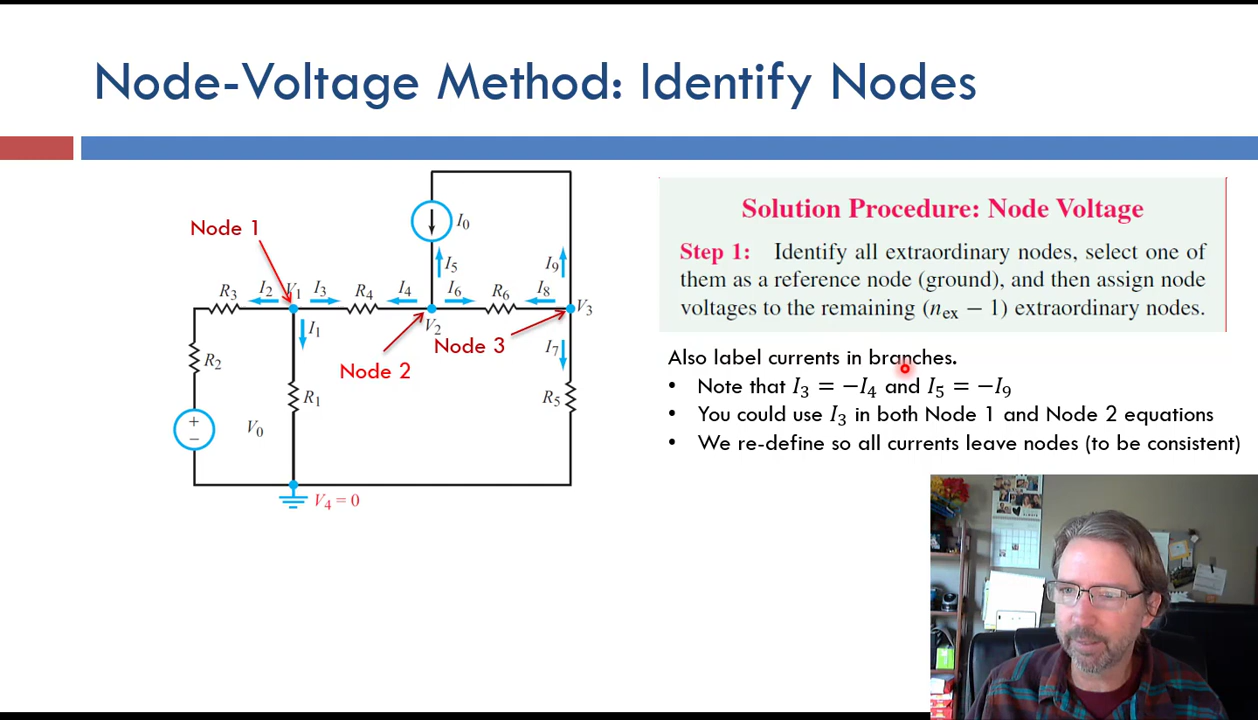 Node-Voltage Method: Identify Nodes
Node 1
I₀
I₅
I₉
R₃
I₂
V₁
I₃
R₄
I₄
I₆
R₆
I₈
V₃
I₁
V₂
Node 3
I₇
R₂
Node 2
R₁
R₅
+
−
V₀
V₄ = 0
Solution Procedure: Node Voltage
Step 1: Identify all extraordinary nodes, select one of
them as a reference node (ground), and then assign node
voltages to the remaining (nₑₓ − 1) extraordinary nodes.
Also label currents in branches.
• Note that I₃ = −I₄ and I₅ = −I₉
• You could use I₃ in both Node 1 and Node 2 equations
• We re-define so all currents leave nodes (to be consistent)